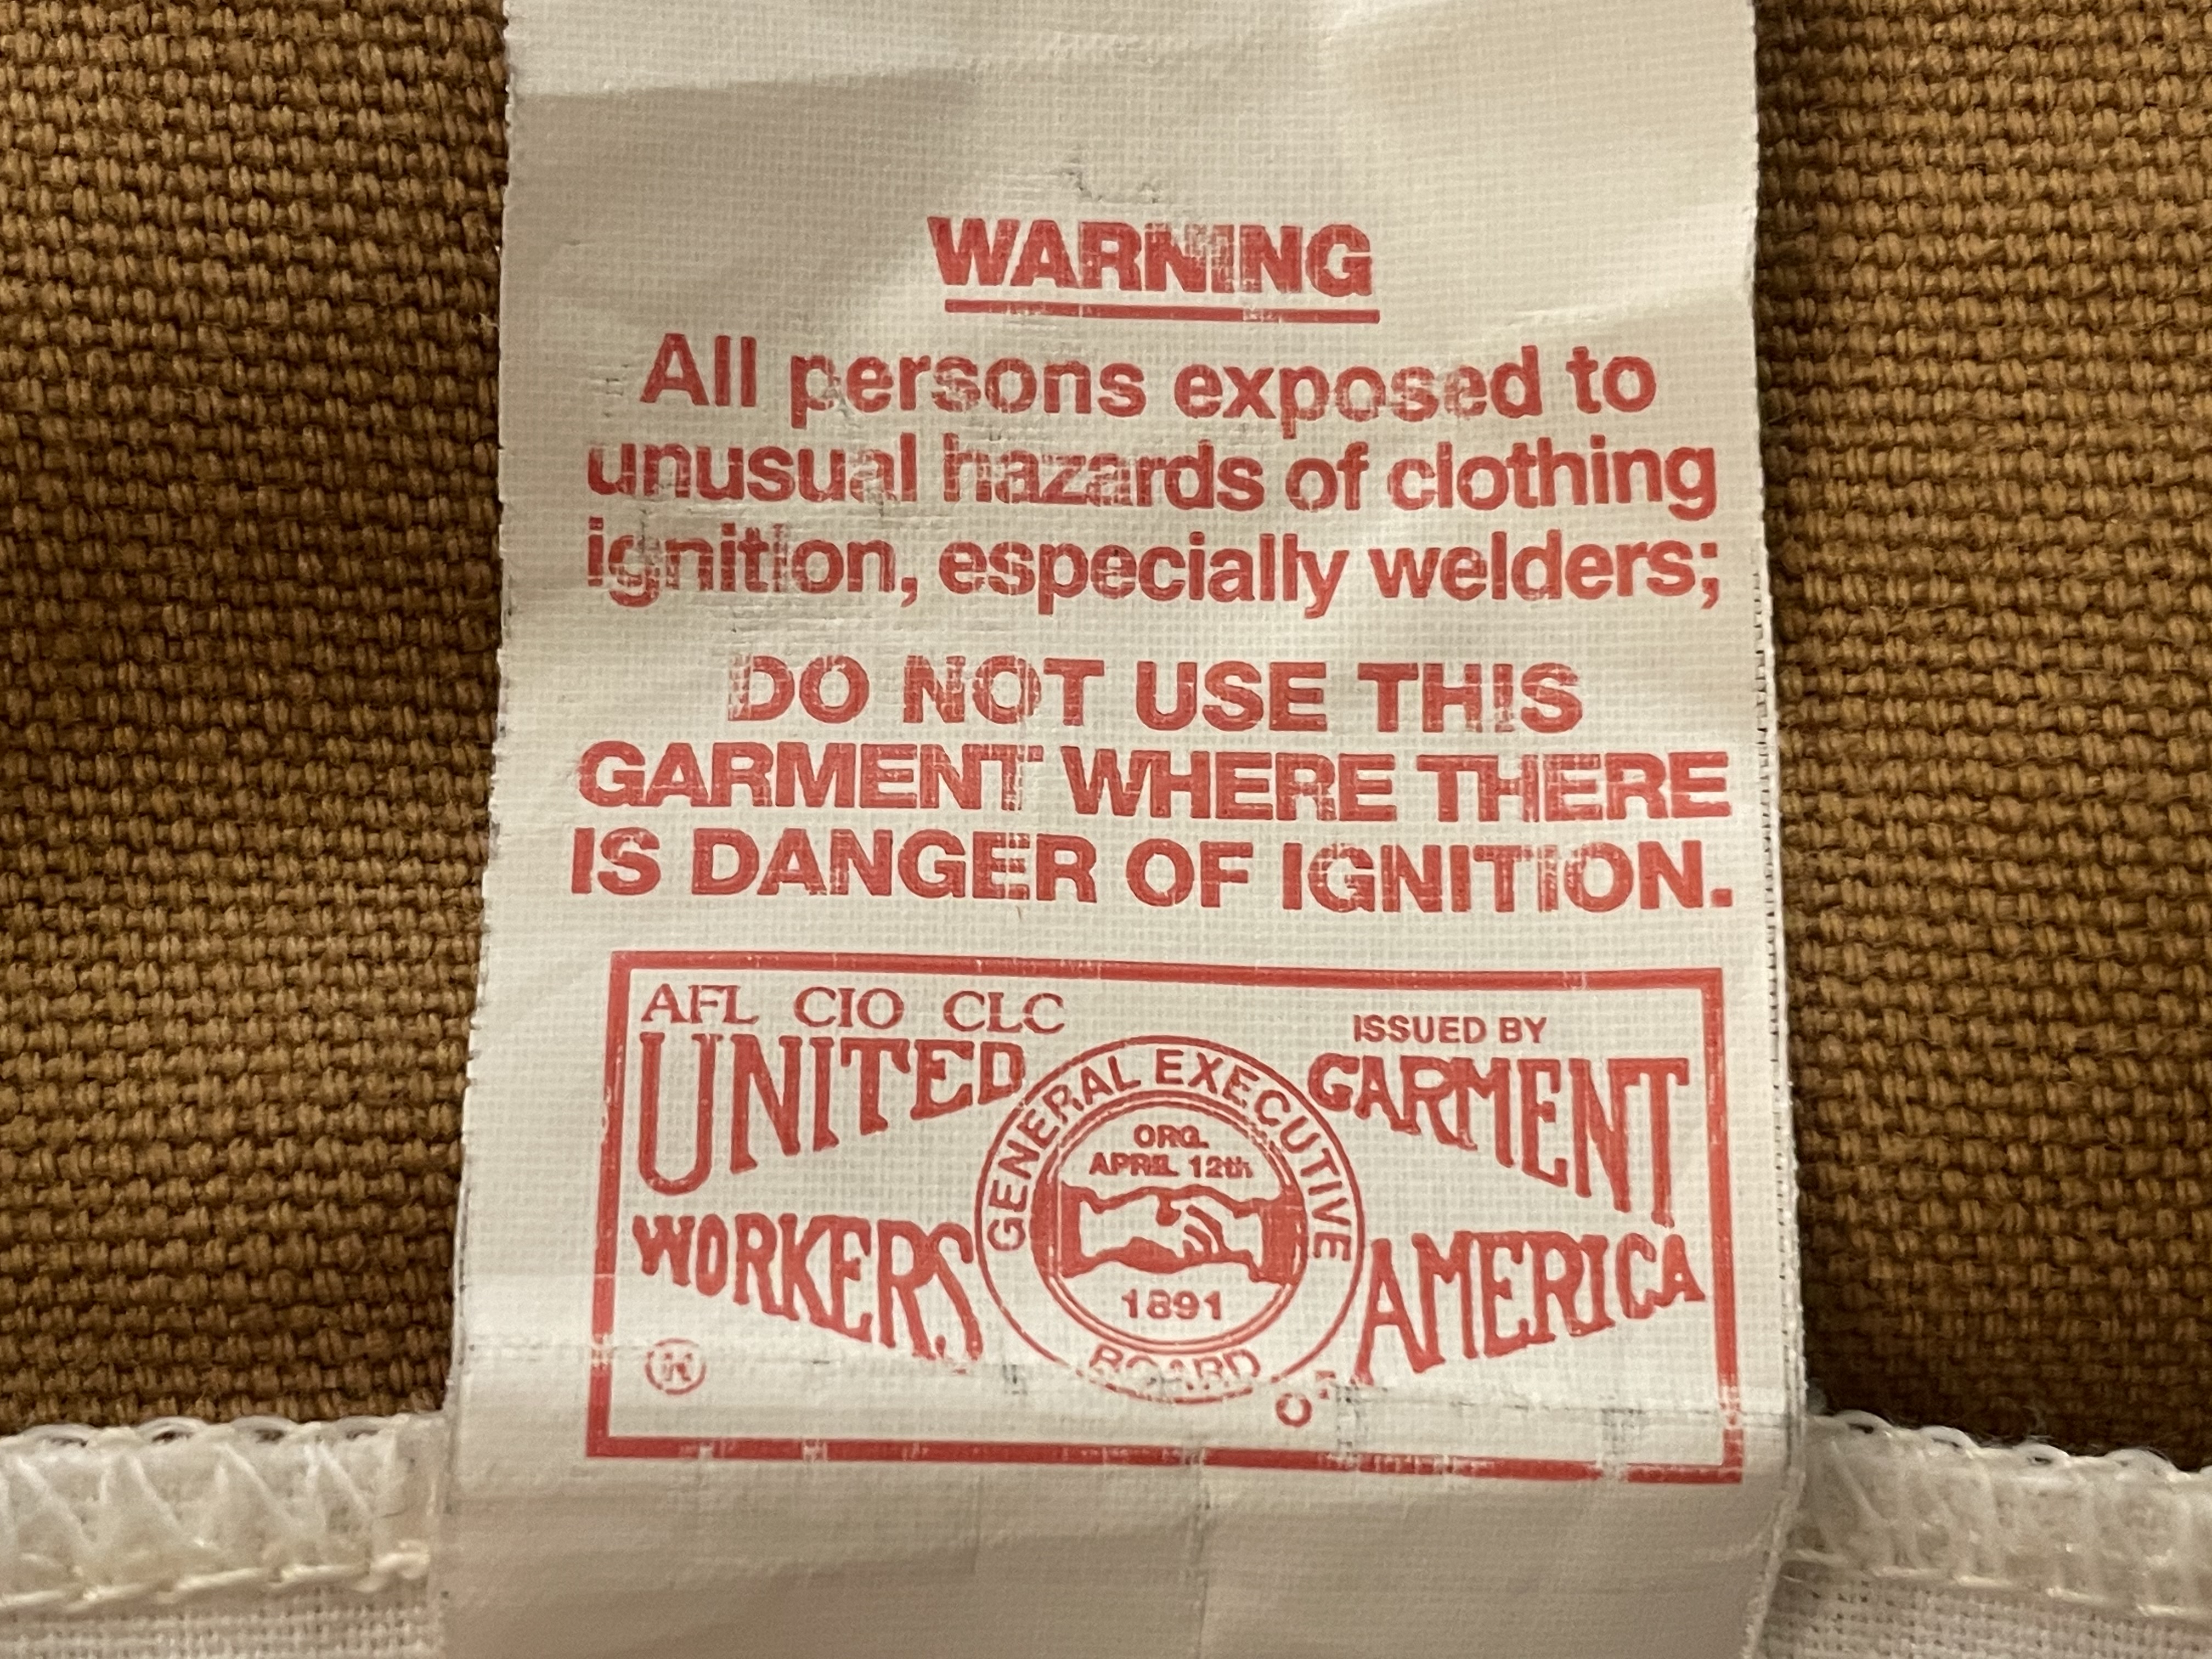 WARNING
All persons exposed to
unusual hazards of clothing
ignition, especially welders;
DO NOT USE THIS
GARMENT WHERE THERE
IS DANGER OF IGNITION.
AFL CIO CLC
ISSUED BY
UNITED GARMENT
WORKERS OF AMERICA
GENERAL EXECUTIVE
BOARD
ORG.
APRIL 12th
1891
®